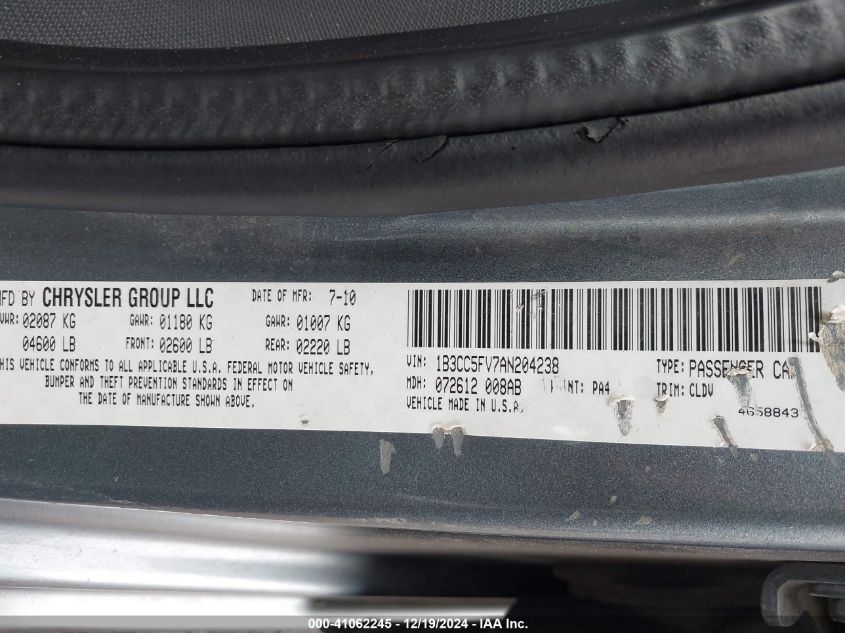 MFD BY CHRYSLER GROUP LLC DATE OF MFR: 7-10
GVWR: 02087 KG GAWR: 01180 KG GAWR: 01007 KG
04600 LB FRONT: 02600 LB REAR: 02220 LB
THIS VEHICLE CONFORMS TO ALL APPLICABLE U.S.A. FEDERAL MOTOR VEHICLE SAFETY,
BUMPER AND THEFT PREVENTION STANDARDS IN EFFECT ON
THE DATE OF MANUFACTURE SHOWN ABOVE.
VIN: 1B3CC5FV7AN204238 TYPE: PASSENGER CAR
MDH: 072612 008AB PAINT: PA4 TRIM: CLDV
VEHICLE MADE IN U.S.A. 4658843
000-41062245 - 12/19/2024 - IAA Inc.